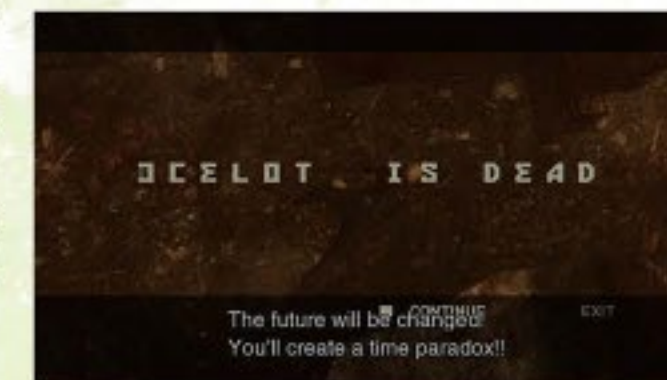 OCELOT IS DEAD
CONTINUE EXIT
The future will be changed!
You'll create a time paradox!!